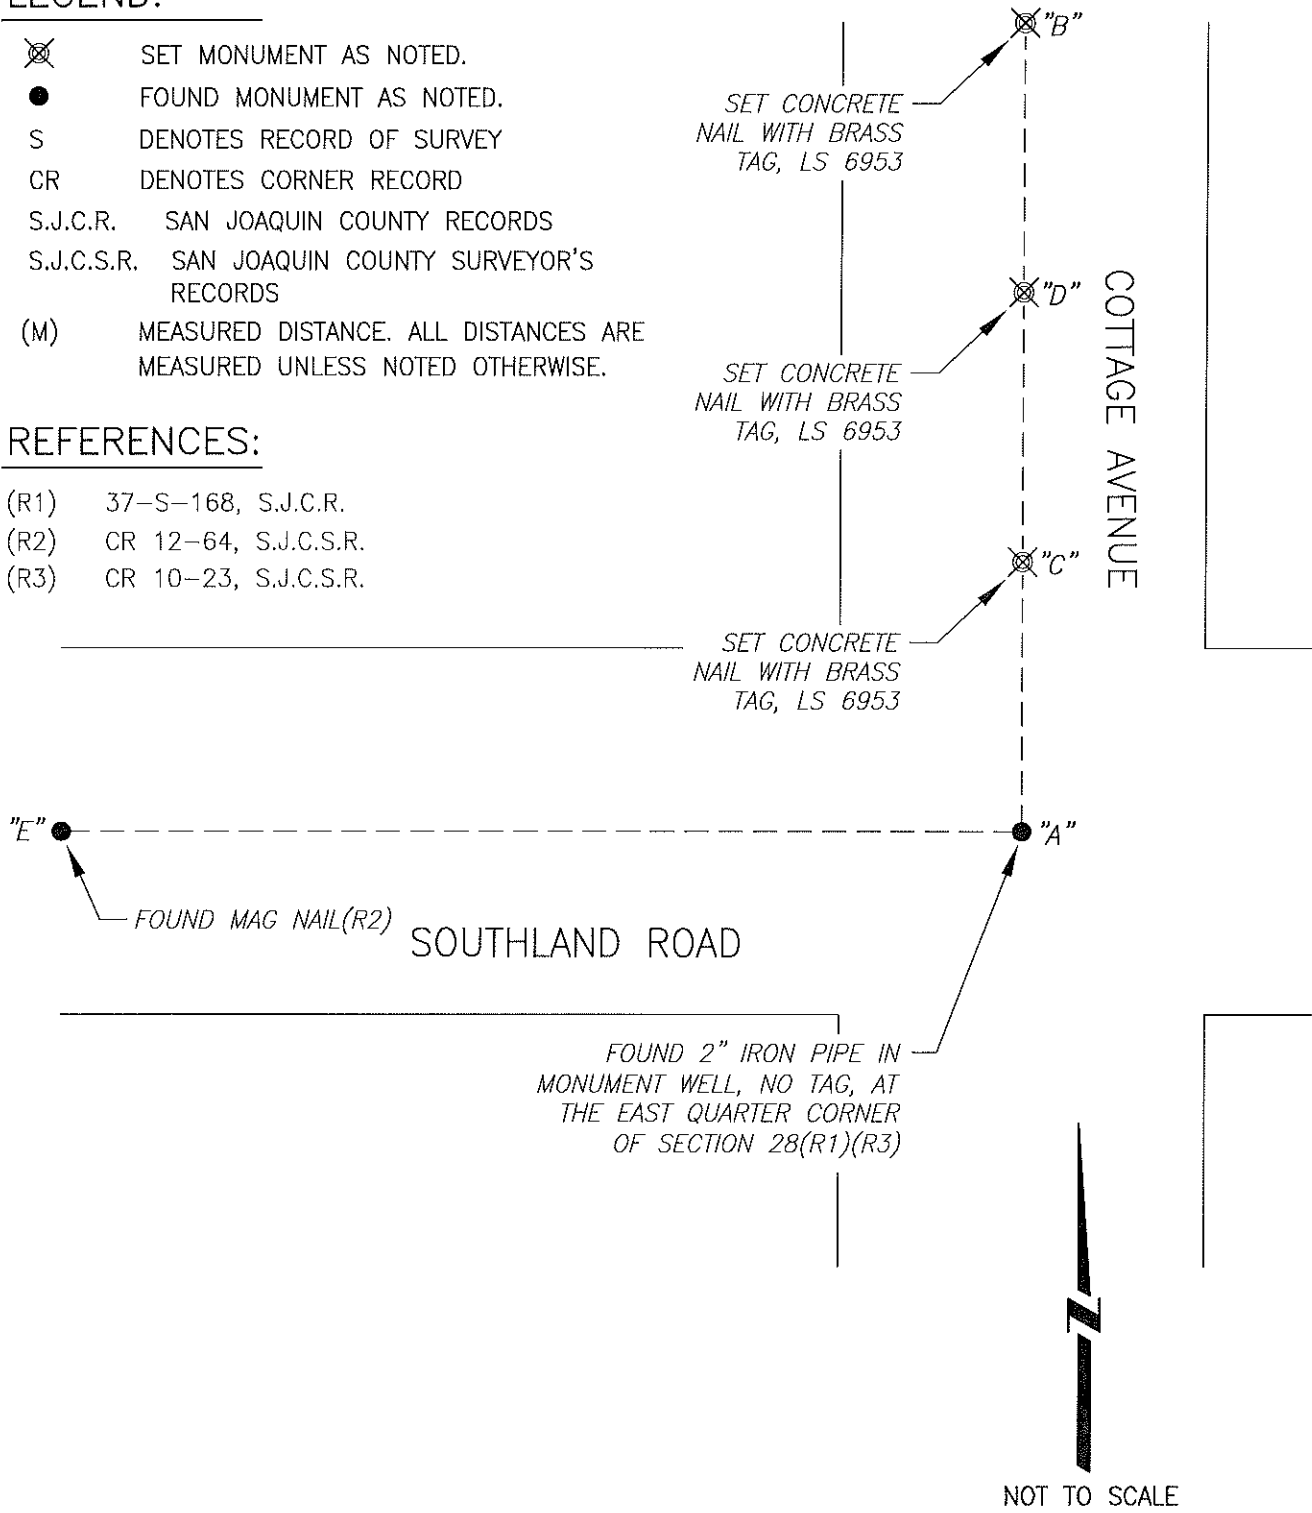 LEGEND:
SET MONUMENT AS NOTED.
FOUND MONUMENT AS NOTED.
S DENOTES RECORD OF SURVEY
CR DENOTES CORNER RECORD
S.J.C.R. SAN JOAQUIN COUNTY RECORDS
S.J.C.S.R. SAN JOAQUIN COUNTY SURVEYOR'S
RECORDS
(M) MEASURED DISTANCE. ALL DISTANCES ARE
MEASURED UNLESS NOTED OTHERWISE.
REFERENCES:
(R1) 37-S-168, S.J.C.R.
(R2) CR 12-64, S.J.C.S.R.
(R3) CR 10-23, S.J.C.S.R.
"B"
SET CONCRETE
NAIL WITH BRASS
TAG, LS 6953
"D"
SET CONCRETE
NAIL WITH BRASS
TAG, LS 6953
COTTAGE AVENUE
"C"
SET CONCRETE
NAIL WITH BRASS
TAG, LS 6953
"E"
"A"
FOUND MAG NAIL(R2)
SOUTHLAND ROAD
FOUND 2" IRON PIPE IN
MONUMENT WELL, NO TAG, AT
THE EAST QUARTER CORNER
OF SECTION 28(R1)(R3)
N
NOT TO SCALE